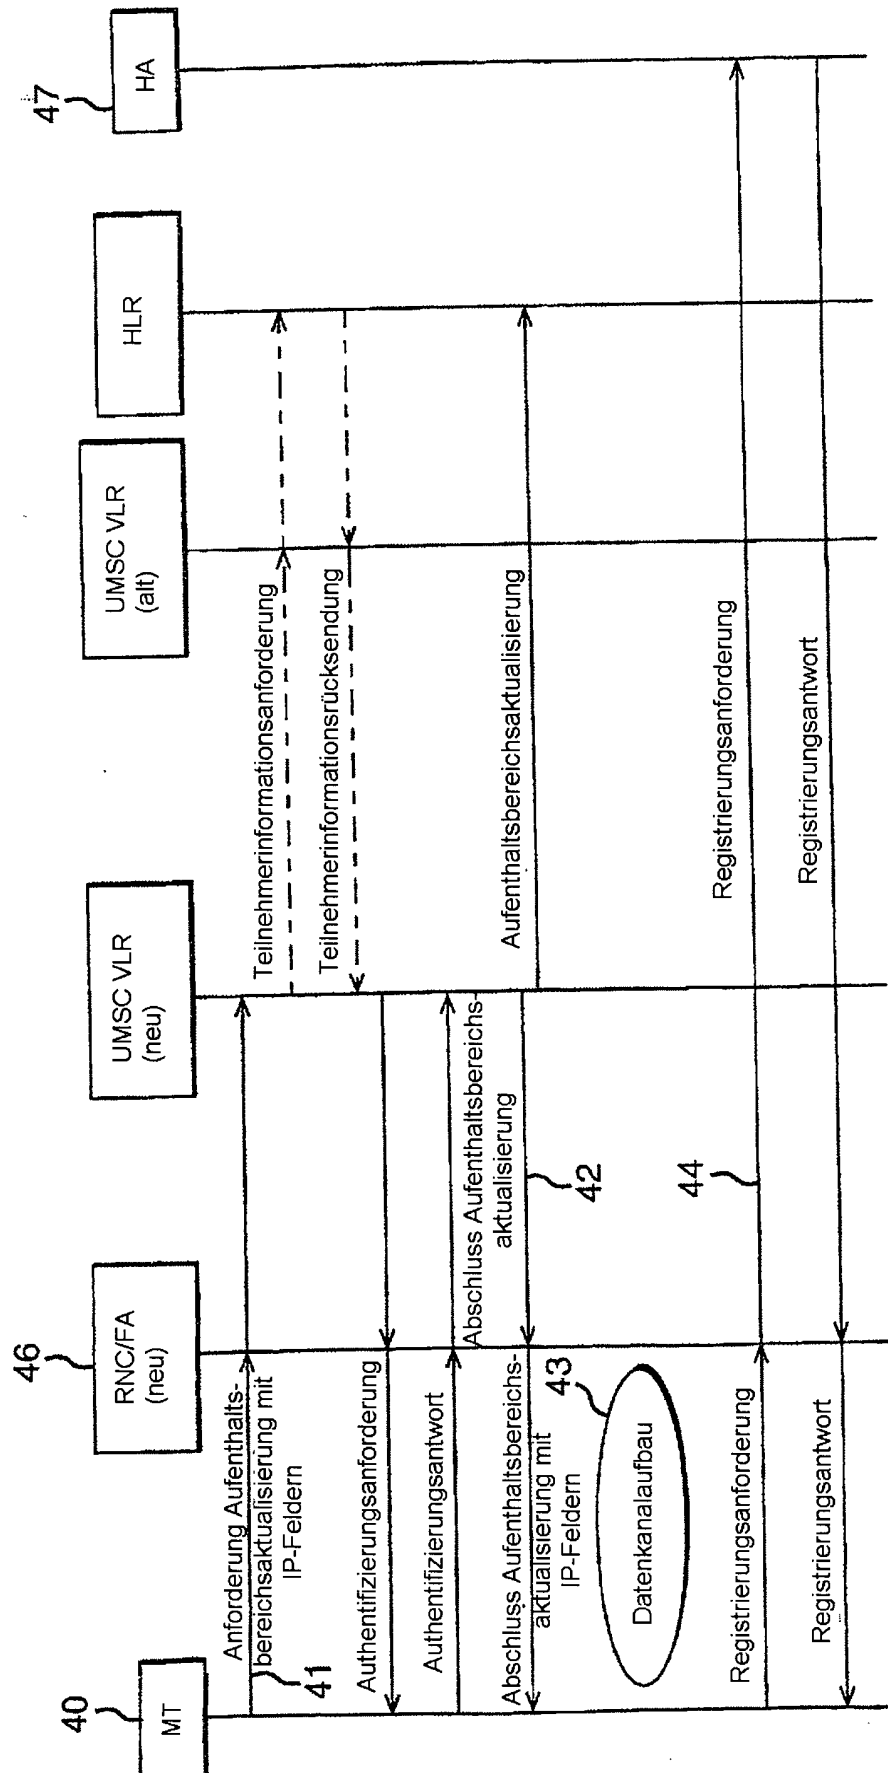 40
MT
46
RNC/FA
(neu)
UMSC VLR
(neu)
UMSC VLR
(alt)
HLR
47
HA
Anforderung Aufenthalts-
bereichsaktualisierung mit
IP-Feldern
41
Teilnehmerinformationsanforderung
Teilnehmerinformationsrücksendung
Authentifizierungsanforderung
Authentifizierungsantwort
Abschluss Aufenthaltsbereichs-
aktualisierung
42
Abschluss Aufenthaltsbereichs-
aktualisierung mit
IP-Feldern
Aufenthaltsbereichsaktualisierung
43
Datenkanalaufbau
Registrierungsanforderung
44
Registrierungsanforderung
Registrierungsantwort
Registrierungsantwort